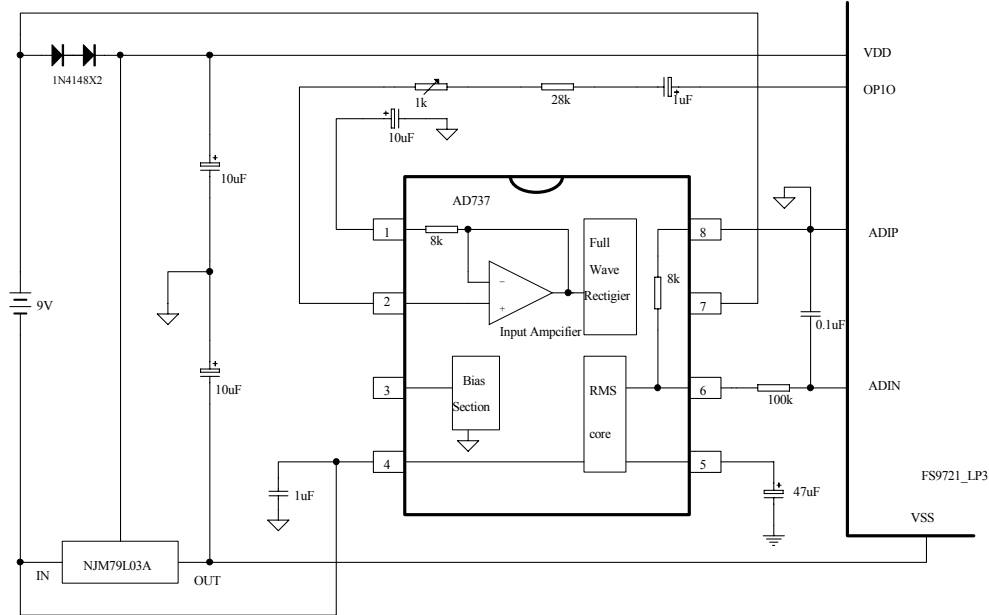 VDD
1N4148X2
OP1O
1k
28k
1uF
10uF
10uF
AD737
1
8k
Full
Wave
Rectigier
8
ADIP
8k
9V
2
7
Input Ampcifier
0.1uF
10uF
3
Bias
Section
RMS
core
6
100k
ADIN
4
5
1uF
47uF
FS9721_LP3
VSS
IN
NJM79L03A
OUT